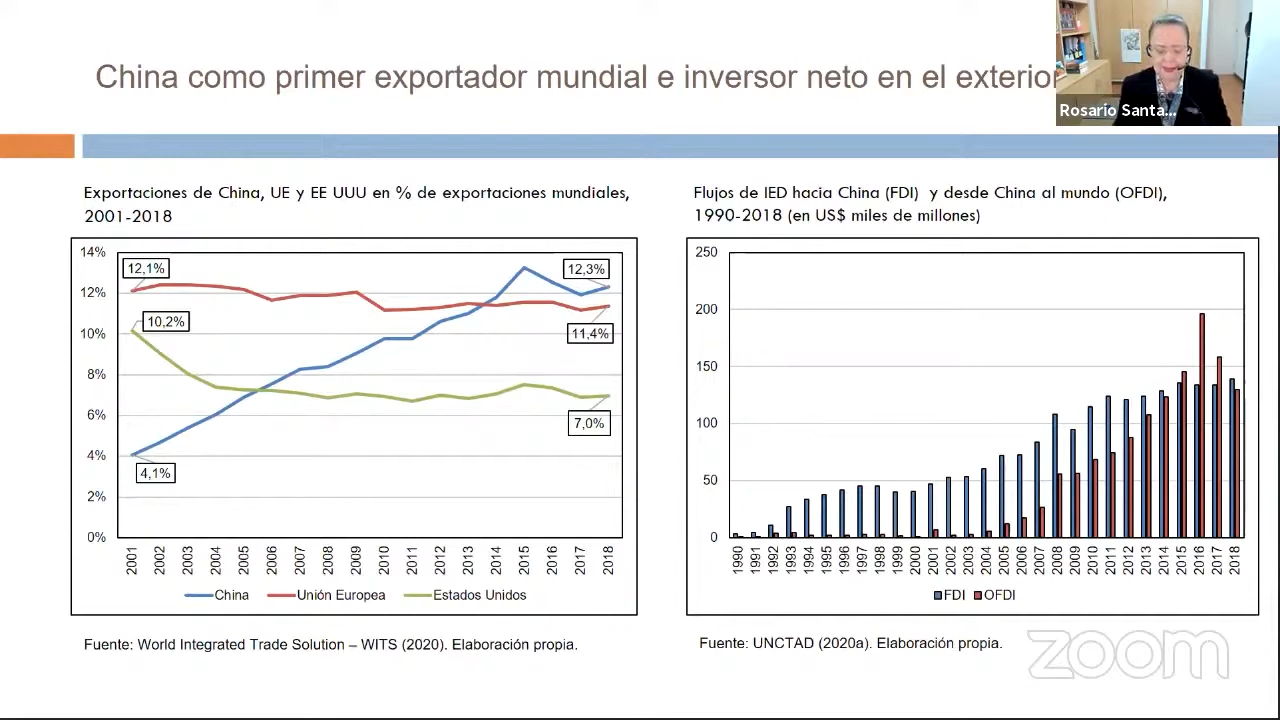 China como primer exportador mundial e inversor neto en el exterior
Rosario Santa...
Exportaciones de China, UE y EE UUU en % de exportaciones mundiales,
2001-2018
14%
12%
10%
8%
6%
4%
2%
0%
12,1%
10,2%
4,1%
12,3%
11,4%
7,0%
2001 2002 2003 2004 2005 2006 2007 2008 2009 2010 2011 2012 2013 2014 2015 2016 2017 2018
China Unión Europea Estados Unidos
Fuente: World Integrated Trade Solution – WITS (2020). Elaboración propia.
Flujos de IED hacia China (FDI) y desde China al mundo (OFDI),
1990-2018 (en US$ miles de millones)
250
200
150
100
50
0
1990 1991 1992 1993 1994 1995 1996 1997 1998 1999 2000 2001 2002 2003 2004 2005 2006 2007 2008 2009 2010 2011 2012 2013 2014 2015 2016 2017 2018
FDI OFDI
Fuente: UNCTAD (2020a). Elaboración propia.
zoom